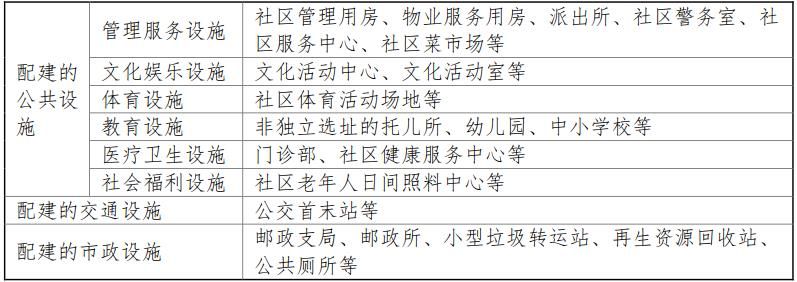 配建的
公共设
施
管理服务设施
社区管理用房、物业服务用房、派出所、社区警务室、社
区服务中心、社区菜市场等
文化娱乐设施
文化活动中心、文化活动室等
体育设施
社区体育活动场地等
教育设施
非独立选址的托儿所、幼儿园、中小学校等
医疗卫生设施
门诊部、社区健康服务中心等
社会福利设施
社区老年人日间照料中心等
配建的交通设施
公交首末站等
配建的市政设施
邮政支局、邮政所、小型垃圾转运站、再生资源回收站、
公共厕所等